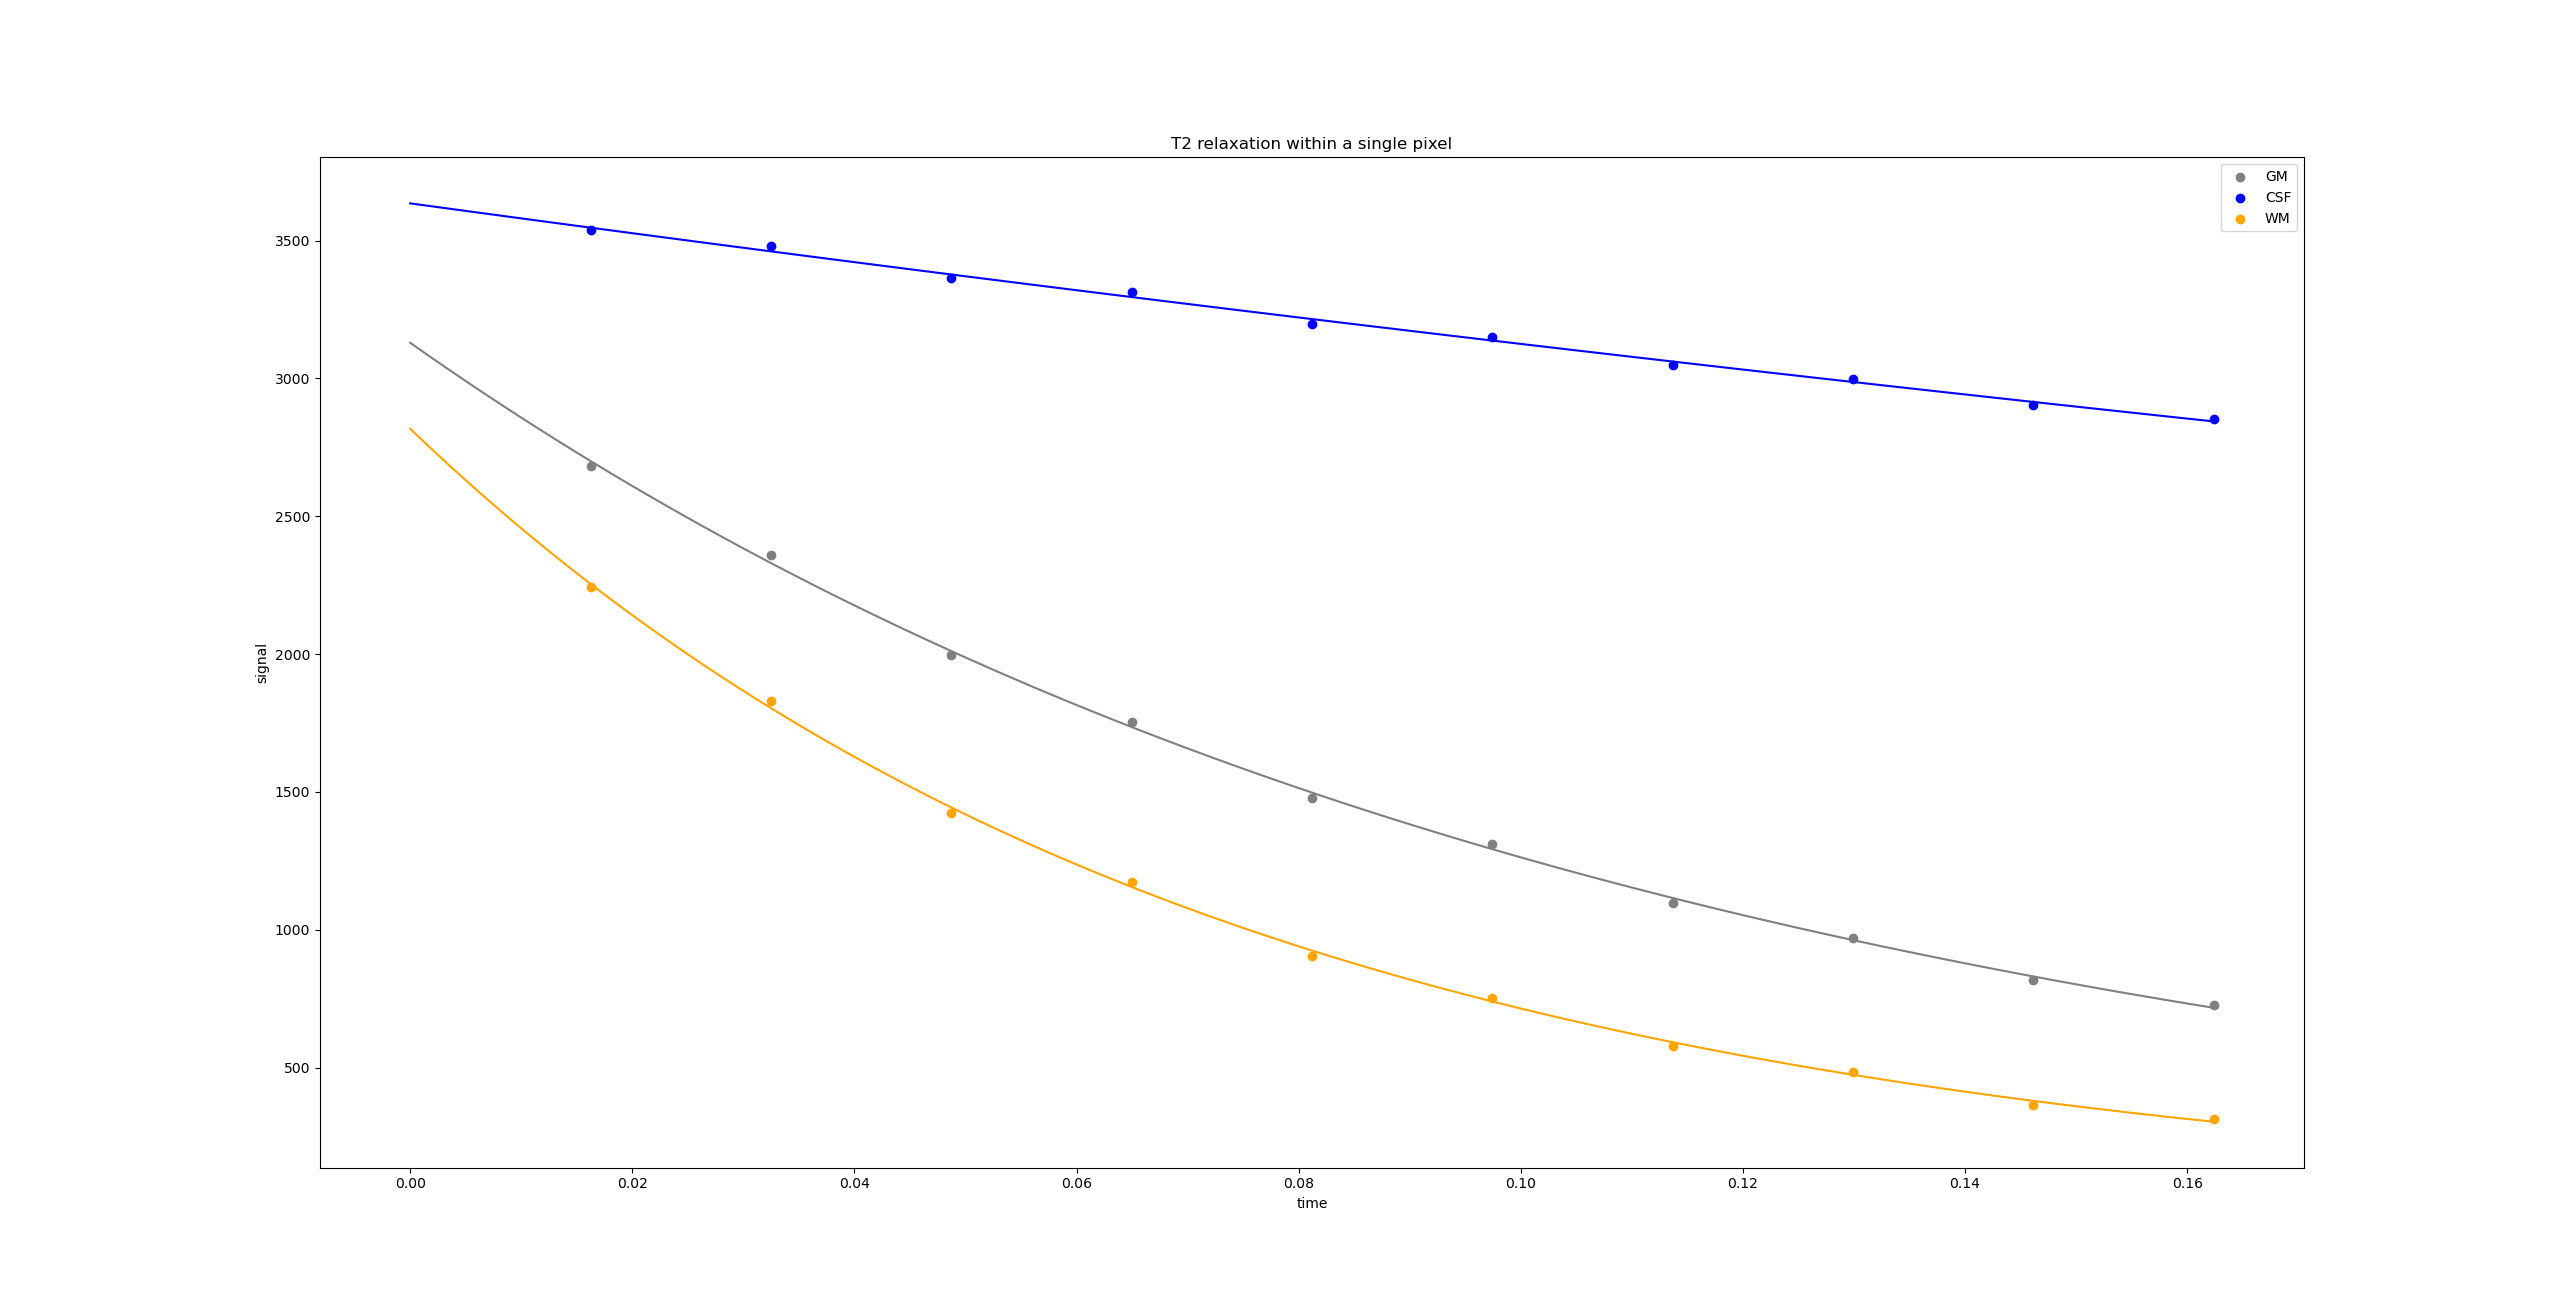 T2 relaxation within a single pixel
GM
CSF
WM
3500
3000
2500
2000
1500
1000
500
signal
0.00 0.02 0.04 0.06 0.08 0.10 0.12 0.14 0.16
time